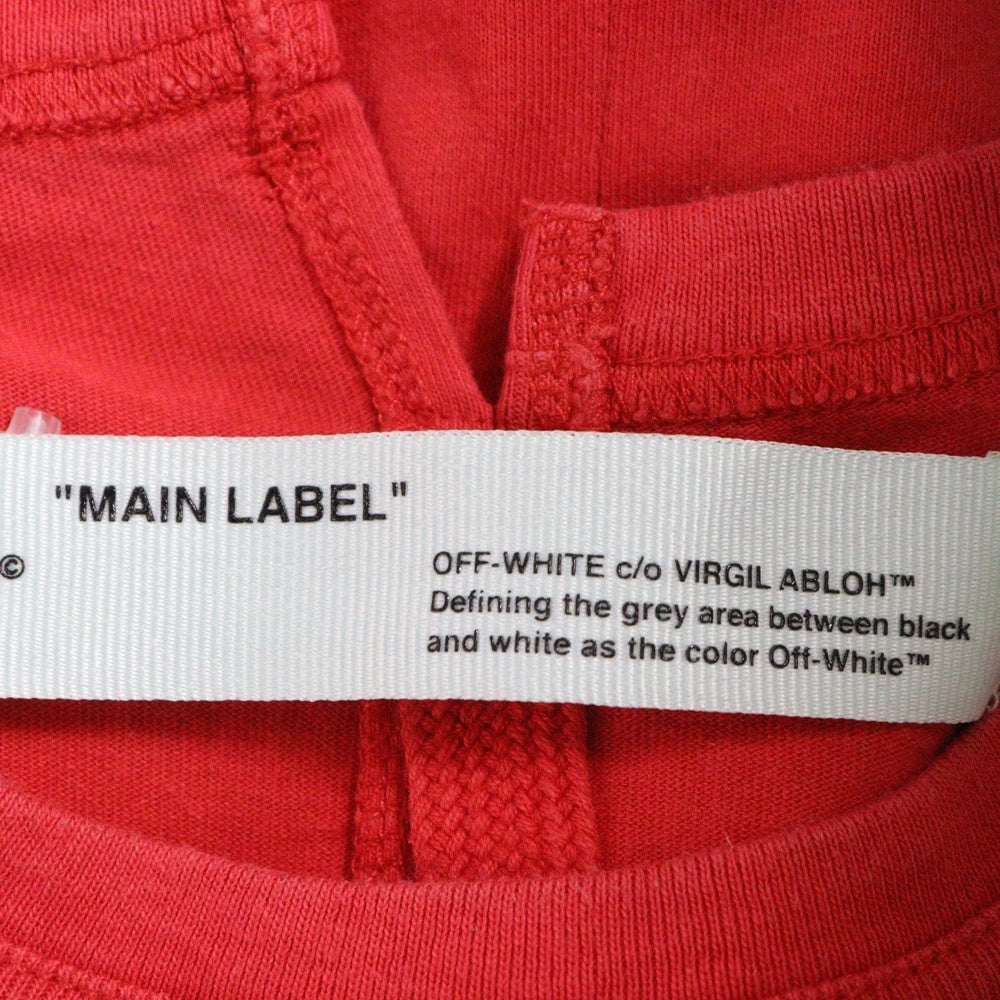 "MAIN LABEL"
©
OFF-WHITE c/o VIRGIL ABLOH™
Defining the grey area between black
and white as the color Off-White™